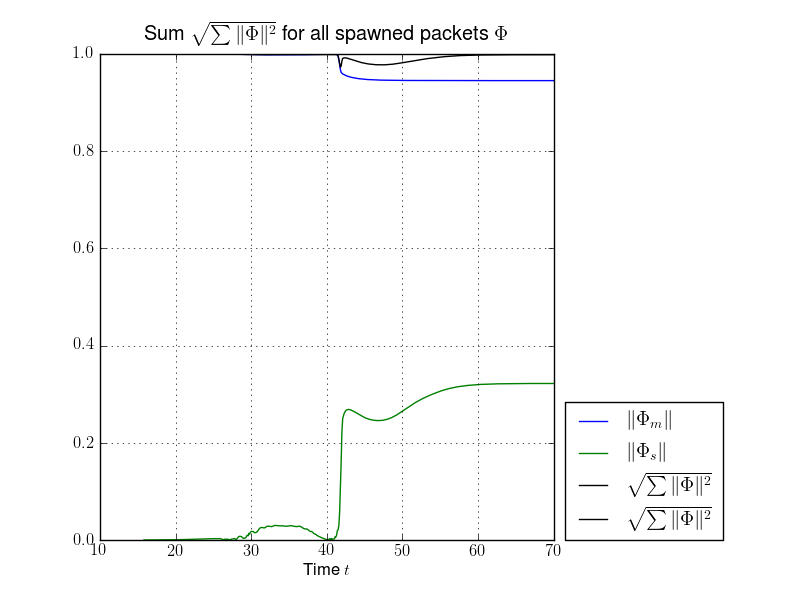 Sum √∑ ‖Φ‖² for all spawned packets Φ
1.0
0.8
0.6
0.4
0.2
0.0
10 20 30 40 50 60 70
Time t
‖Φₘ‖
‖Φₛ‖
√∑ ‖Φ‖²
√∑ ‖Φ‖²